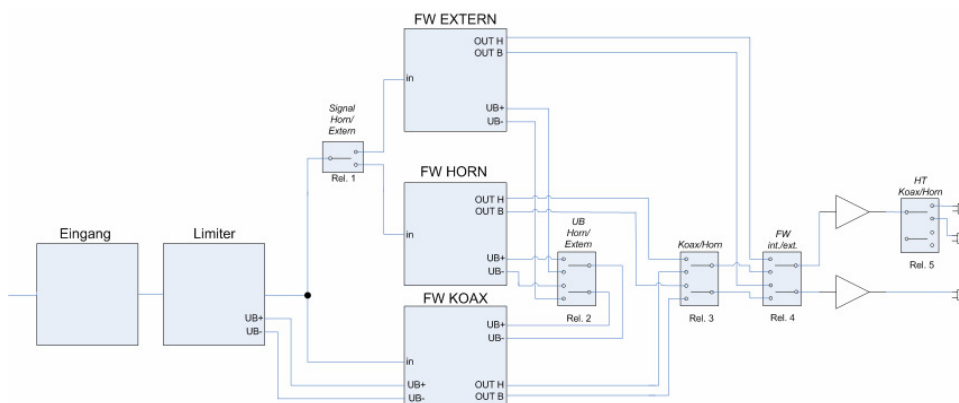 FW EXTERN
OUT H
OUT B
in
UB+
UB-
Signal
Horn/
Extern
Rel. 1
FW HORN
OUT H
OUT B
in
UB+
UB-
UB
Horn/
Extern
Rel. 2
Koax/Horn
Rel. 3
FW
int./ext.
Rel. 4
HT
Koax/Horn
Rel. 5
Eingang
Limiter
UB+
UB-
FW KOAX
UB+
UB-
in
UB+
UB-
OUT H
OUT B